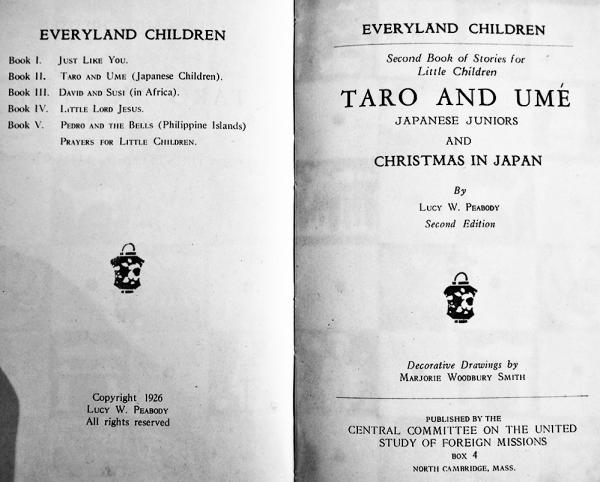 EVERYLAND CHILDREN
Book I. Just Like You.
Book II. Taro and Ume (Japanese Children).
Book III. David and Susi (in Africa).
Book IV. Little Lord Jesus.
Book V. Pedro and the Bells (Philippine Islands)
Prayers for Little Children.
Copyright 1926
Lucy W. Peabody
All rights reserved
EVERYLAND CHILDREN
Second Book of Stories for
Little Children
TARO AND UMÉ
JAPANESE JUNIORS
AND
CHRISTMAS IN JAPAN
By
Lucy W. Peabody
Second Edition
Decorative Drawings by
Marjorie Woodbury Smith
PUBLISHED BY THE
CENTRAL COMMITTEE ON THE UNITED
STUDY OF FOREIGN MISSIONS
BOX 4
NORTH CAMBRIDGE, MASS.